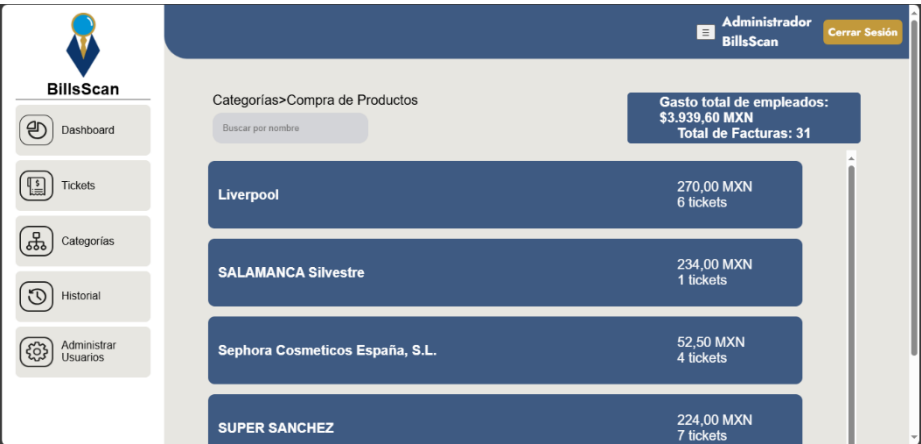 Administrador
BillsScan
Cerrar Sesión
BillsScan
Dashboard
Tickets
Categorías
Historial
Administrar
Usuarios
Categorías>Compra de Productos
Buscar por nombre
Gasto total de empleados:
$3.939,60 MXN
Total de Facturas: 31
Liverpool
270,00 MXN
6 tickets
SALAMANCA Silvestre
234,00 MXN
1 tickets
Sephora Cosmeticos España, S.L.
52,50 MXN
4 tickets
SUPER SANCHEZ
224,00 MXN
7 tickets